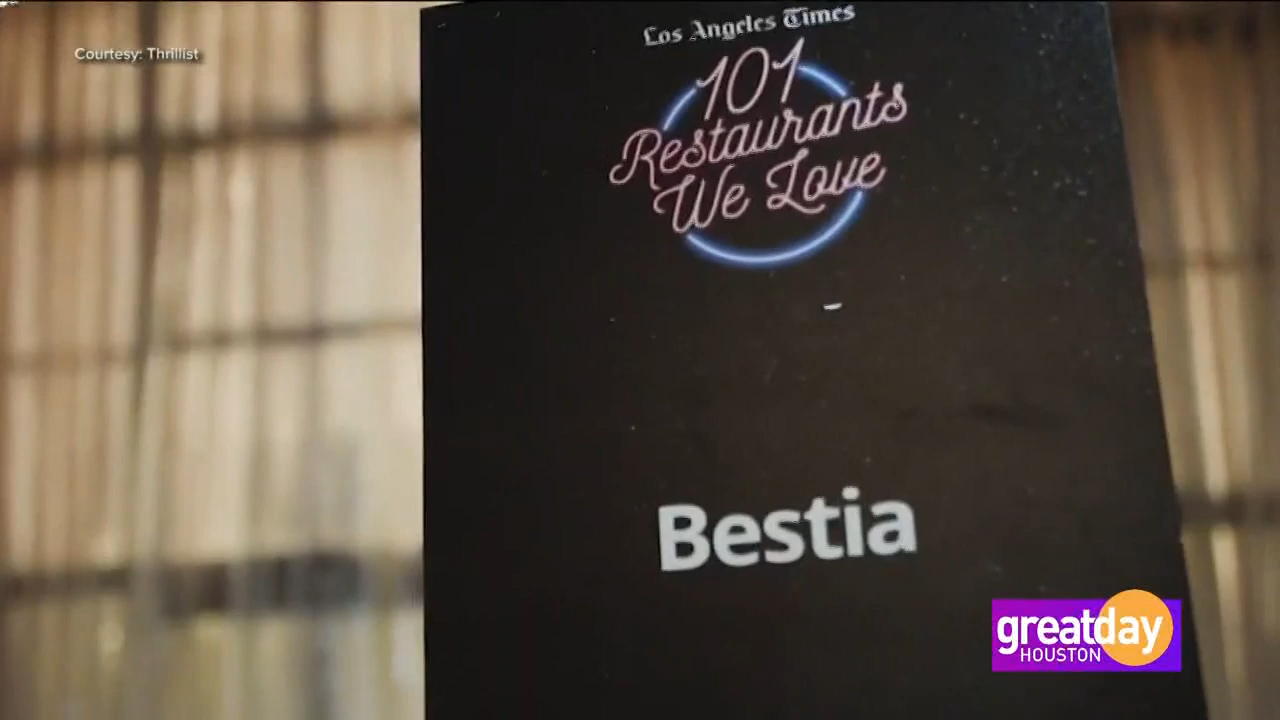 Courtesy: Thrillist
Los Angeles Times
101
Restaurants
We Love
Bestia
greatday
HOUSTON